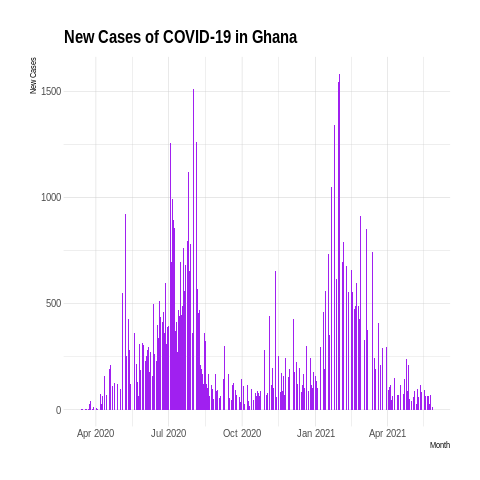 New Cases of COVID-19 in Ghana
New Cases
1500
1000
500
0
Apr 2020 Jul 2020 Oct 2020 Jan 2021 Apr 2021
Month